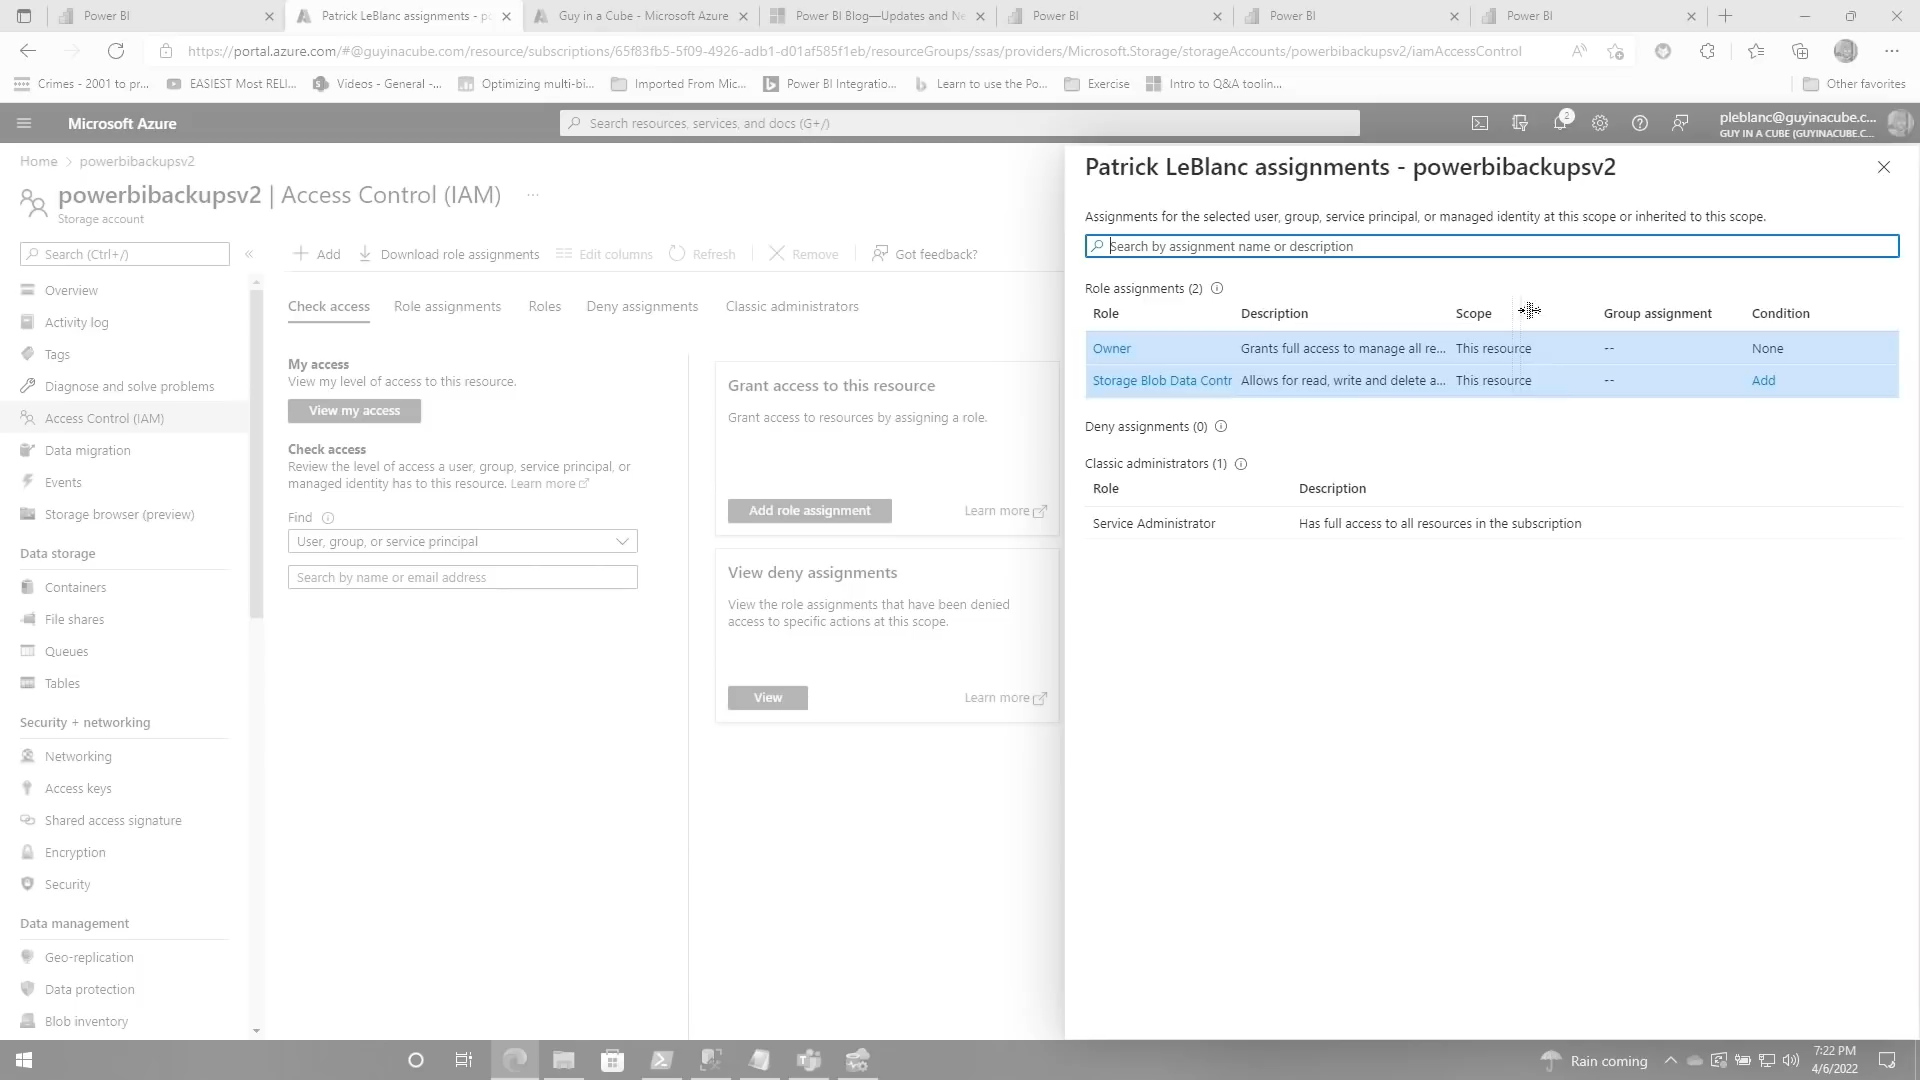 Power BI
Patrick LeBlanc assignments - po
Guy in a Cube - Microsoft Azure
Power BI Blog—Updates and Ne
Power BI
Power BI
Power BI
https://portal.azure.com/#@guyinacube.com/resource/subscriptions/65f83fb5-5f09-4926-adb1-d01af585f1eb/resourceGroups/ssas/providers/Microsoft.Storage/storageAccounts/powerbibackupsv2/iamAccessControl
Crimes - 2001 to pr...
EASIEST Most RELI...
Videos - General -...
Optimizing multi-bi...
Imported From Mic...
Power BI Integratio...
Learn to use the Po...
Exercise
Intro to Q&A toolin...
Other favorites
Microsoft Azure
Search resources, services, and docs (G+/)
2
pleblanc@guyinacube.c...
GUY IN A CUBE (GUYINACUBE.C...
Home > powerbibackupsv2
powerbibackupsv2 | Access Control (IAM) ...
Storage account
Search (Ctrl+/)
«
Overview
Activity log
Tags
Diagnose and solve problems
Access Control (IAM)
Data migration
Events
Storage browser (preview)
Data storage
Containers
File shares
Queues
Tables
Security + networking
Networking
Access keys
Shared access signature
Encryption
Security
Data management
Geo-replication
Data protection
Blob inventory
Add
Download role assignments
Edit columns
Refresh
Remove
Got feedback?
Check access
Role assignments
Roles
Deny assignments
Classic administrators
My access
View my level of access to this resource.
View my access
Check access
Review the level of access a user, group, service principal, or
managed identity has to this resource. Learn more
Find
User, group, or service principal
Search by name or email address
Grant access to this resource
Grant access to resources by assigning a role.
Add role assignment
Learn more
View deny assignments
View the role assignments that have been denied
access to specific actions at this scope.
View
Learn more
Patrick LeBlanc assignments - powerbibackupsv2
Assignments for the selected user, group, service principal, or managed identity at this scope or inherited to this scope.
Search by assignment name or description
Role assignments (2)
Role Description Scope Group assignment Condition
Owner Grants full access to manage all re... This resource -- None
Storage Blob Data Contr Allows for read, write and delete a... This resource -- Add
Deny assignments (0)
Classic administrators (1)
Role Description
Service Administrator Has full access to all resources in the subscription
Rain coming
7:22 PM
4/6/2022